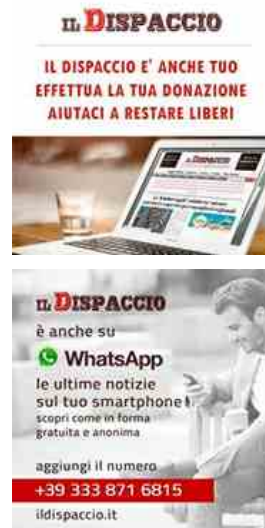 IL DISPACCIO
IL DISPACCIO E' ANCHE TUO
EFFETTUA LA TUA DONAZIONE
AIUTACI A RESTARE LIBERI
IL DISPACCIO
IL DISPACCIO
è anche su
WhatsApp
le ultime notizie
sul tuo smartphone!
scopri come in forma
gratuita e anonima
aggiungi il numero
+39 333 871 6815
ildispaccio.it